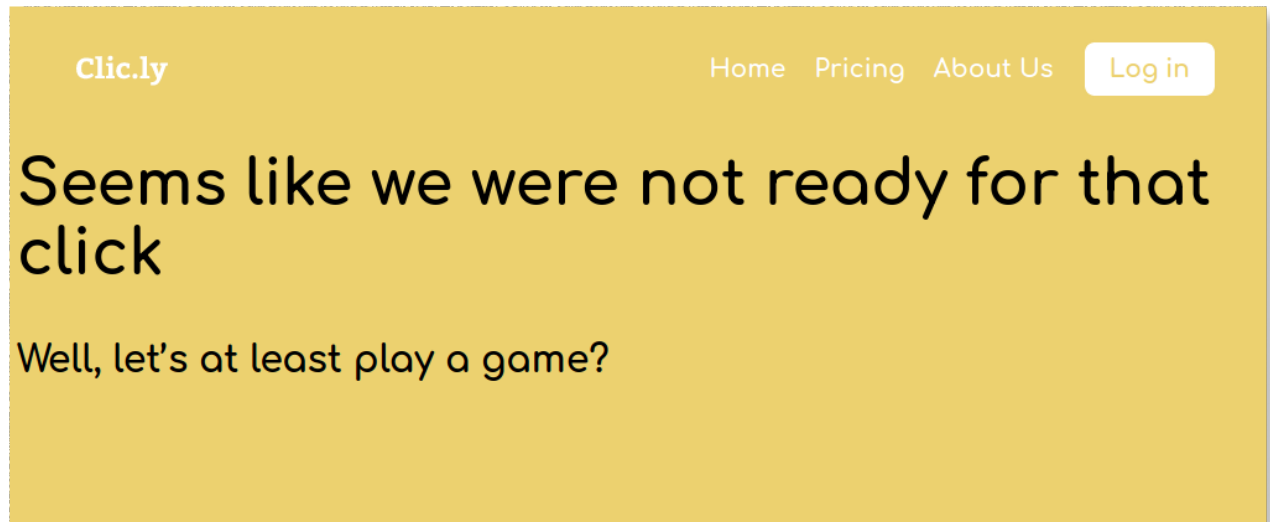 Clic.ly
Home Pricing About Us Log in
Seems like we were not ready for that
click
Well, let's at least play a game?